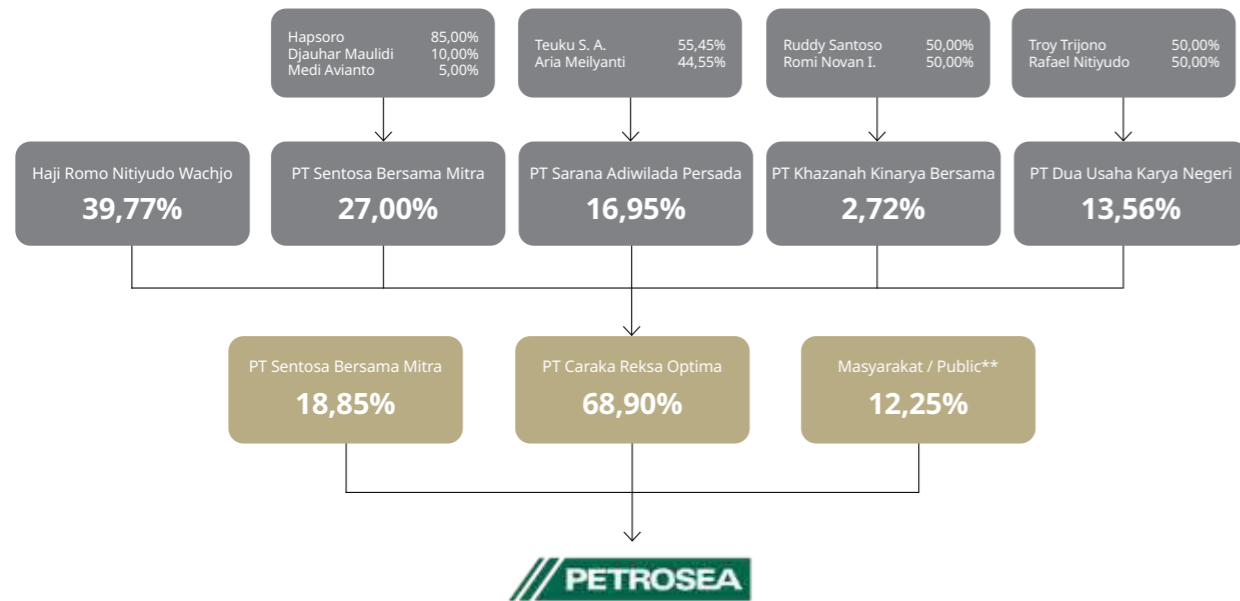 Hapsoro 85,00%
Djauhar Maulidi 10,00%
Medi Avianto 5,00%
Teuku S. A. 55,45%
Aria Meilyanti 44,55%
Ruddy Santoso 50,00%
Romi Novan I. 50,00%
Troy Trijono 50,00%
Rafael Nitiyudo 50,00%
Haji Romo Nitiyudo Wachjo
39,77%
PT Sentosa Bersama Mitra
27,00%
PT Sarana Adiwilada Persada
16,95%
PT Khazanah Kinarya Bersama
2,72%
PT Dua Usaha Karya Negeri
13,56%
PT Sentosa Bersama Mitra
18,85%
PT Caraka Reksa Optima
68,90%
Masyarakat / Public**
12,25%
PETROSEA